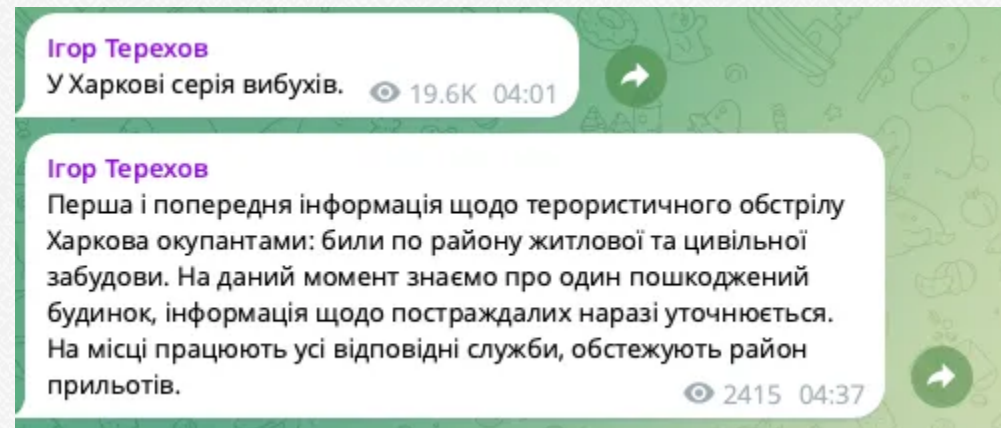 Ігор Терехов
У Харкові серія вибухів.
19.6K 04:01
Ігор Терехов
Перша і попередня інформація щодо терористичного обстрілу
Харкова окупантами: били по району житлової та цивільної
забудови. На даний момент знаємо про один пошкоджений
будинок, інформація щодо постраждалих наразі уточнюється.
На місці працюють усі відповідні служби, обстежують район
прильотів.
2415 04:37